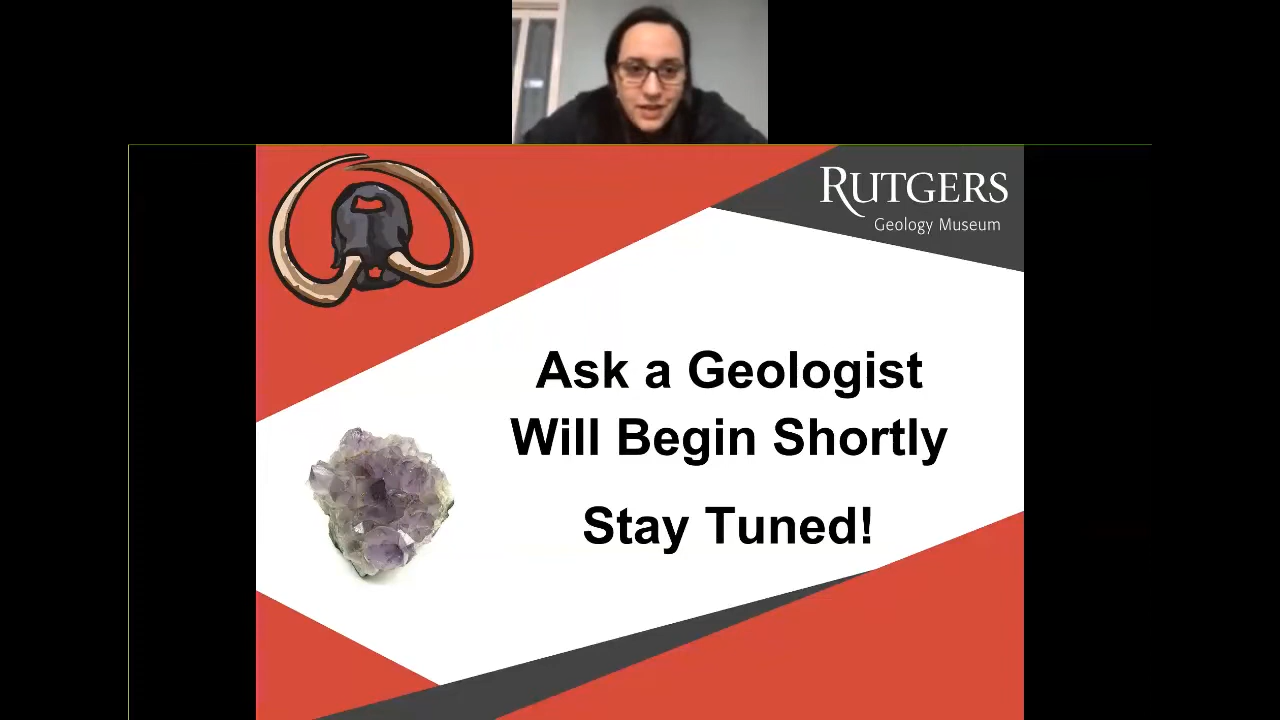 RUTGERS
Geology Museum
Ask a Geologist
Will Begin Shortly
Stay Tuned!